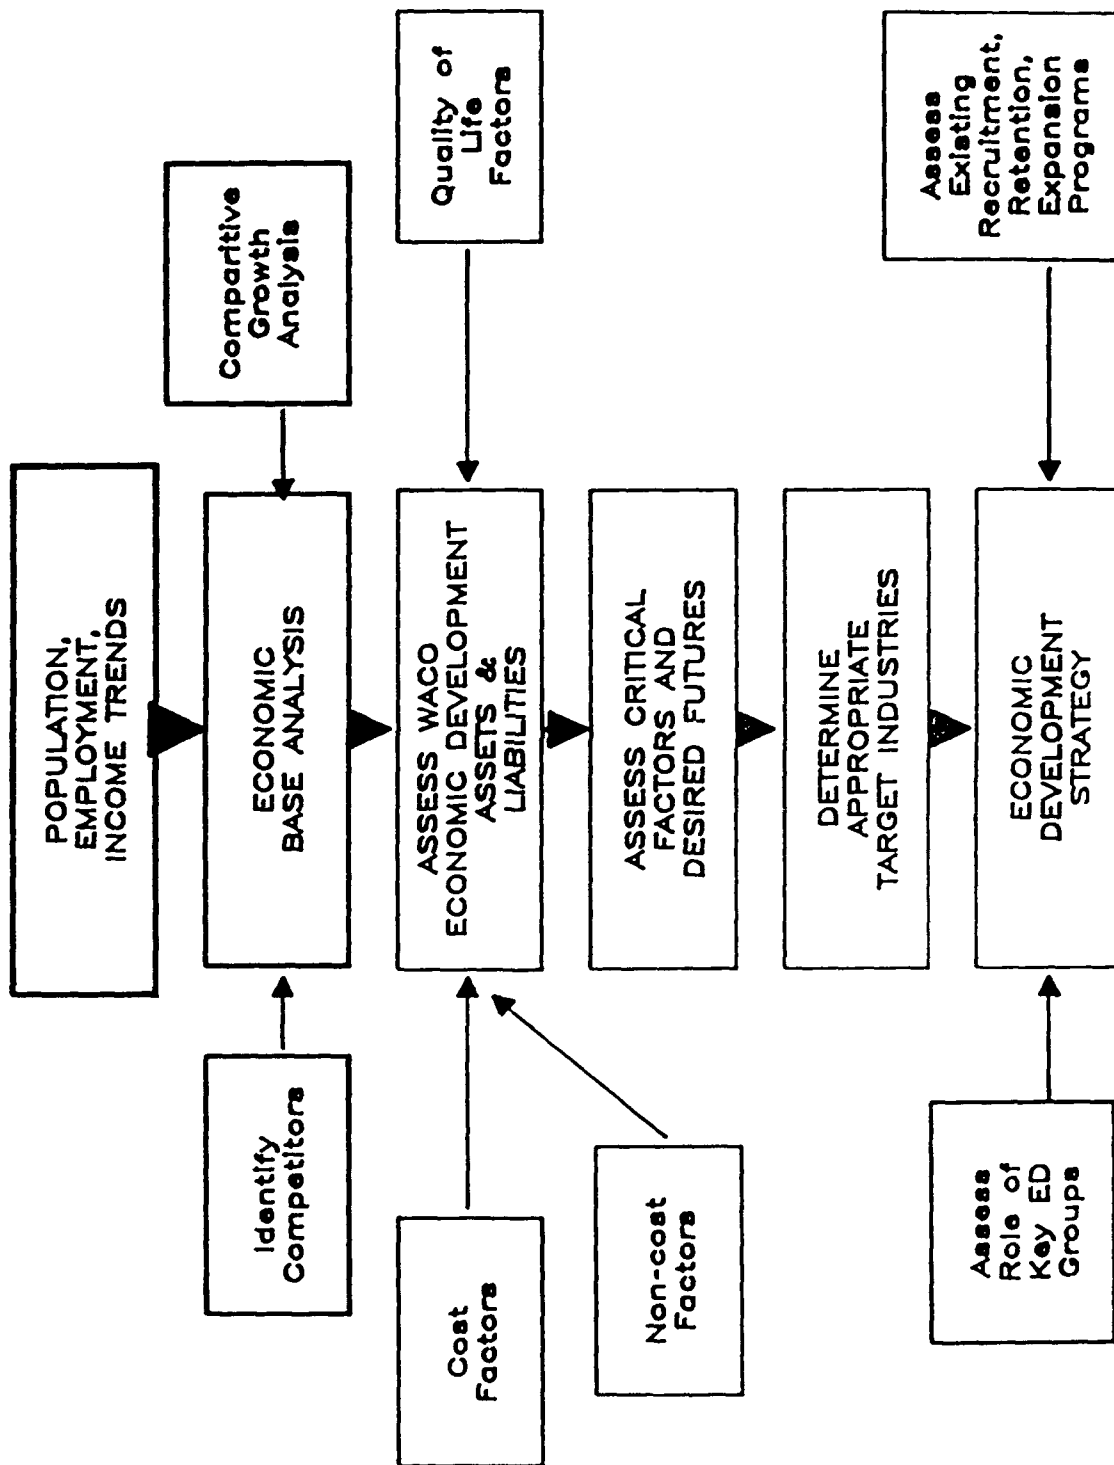 POPULATION,
EMPLOYMENT,
INCOME TRENDS
Identify
Competitors
ECONOMIC
BASE ANALYSIS
Comparitive
Growth
Analysis
Cost
Factors
ASSESS WACO
ECONOMIC DEVELOPMENT
ASSETS &
LIABILITIES
Quality of
Life
Factors
Non-cost
Factors
ASSESS CRITICAL
FACTORS AND
DESIRED FUTURES
DETERMINE
APPROPRIATE
TARGET INDUSTRIES
Assess
Role of
Key ED
Groups
ECONOMIC
DEVELOPMENT
STRATEGY
Assess
Existing
Recruitment,
Retention,
Expansion
Programs